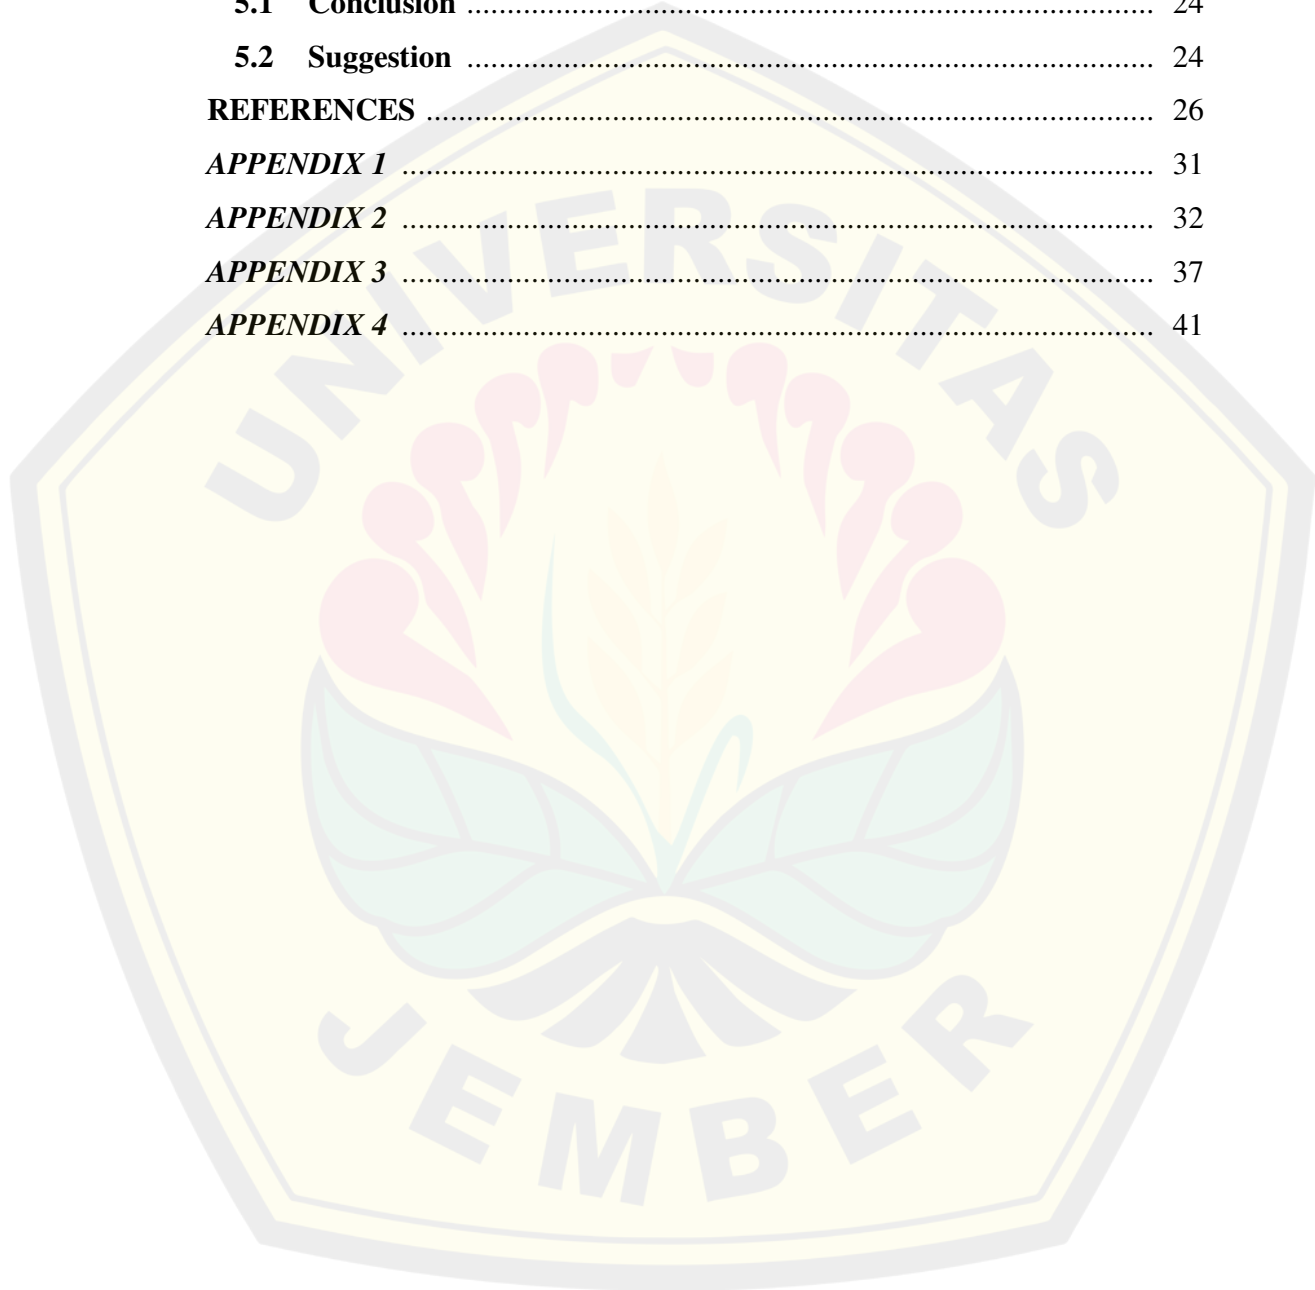 5.1 Conclusion ........................................................................................ 24
5.2 Suggestion ........................................................................................ 24
REFERENCES ............................................................................................. 26
APPENDIX 1 ................................................................................................ 31
APPENDIX 2 ................................................................................................ 32
APPENDIX 3 ................................................................................................ 37
APPENDIX 4 ................................................................................................ 41
UNIVERSITAS
JEMBER